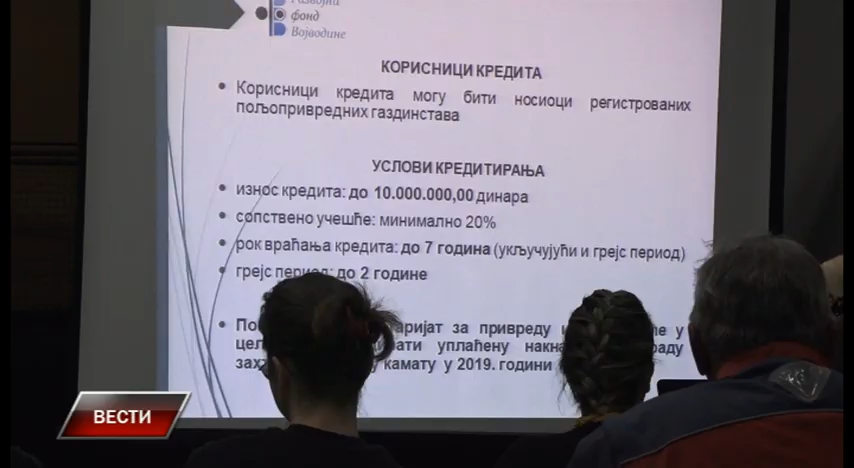 фонд
Војводине
КОРИСНИЦИ КРЕДИТА
• Корисници кредита могу бити носиоци регистрованих
пољопривредних газдинстава
УСЛОВИ КРЕДИТИРАЊА
• износ кредита: до 10.000.000,00 динара
• сопствено учешће: минимално 20%
• рок враћања кредита: до 7 година (укључујући и грејс период)
• грејс период: до 2 године
• за привреду у
уплаћену
камату у 2019. години
ВЕСТИ